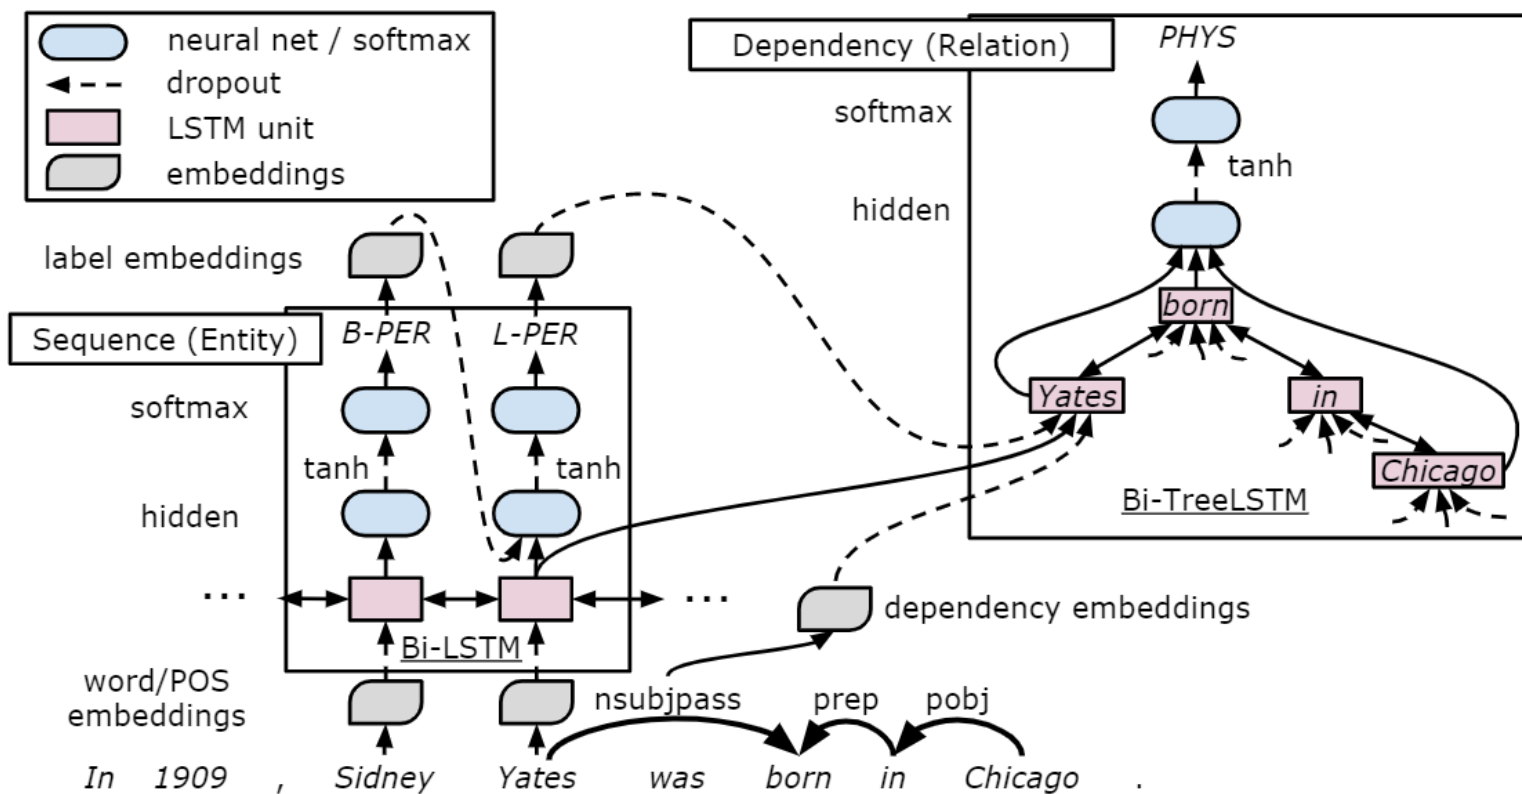 neural net / softmax
dropout
LSTM unit
embeddings
Dependency (Relation)
PHYS
softmax
tanh
hidden
born
Yates
in
Chicago
Bi-TreeLSTM
label embeddings
Sequence (Entity)
B-PER
L-PER
softmax
tanh
tanh
hidden
...
...
Bi-LSTM
dependency embeddings
word/POS
embeddings
nsubjpass
prep
pobj
In 1909 , Sidney Yates was born in Chicago .